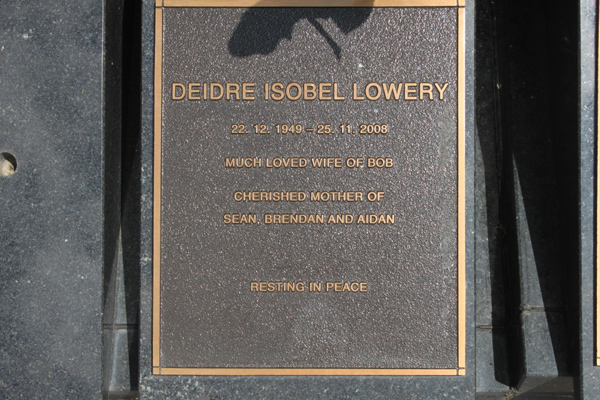 DEIDRE ISOBEL LOWERY
22. 12. 1949 – 25. 11. 2008
MUCH LOVED WIFE OF BOB
CHERISHED MOTHER OF
SEAN, BRENDAN AND AIDAN
RESTING IN PEACE